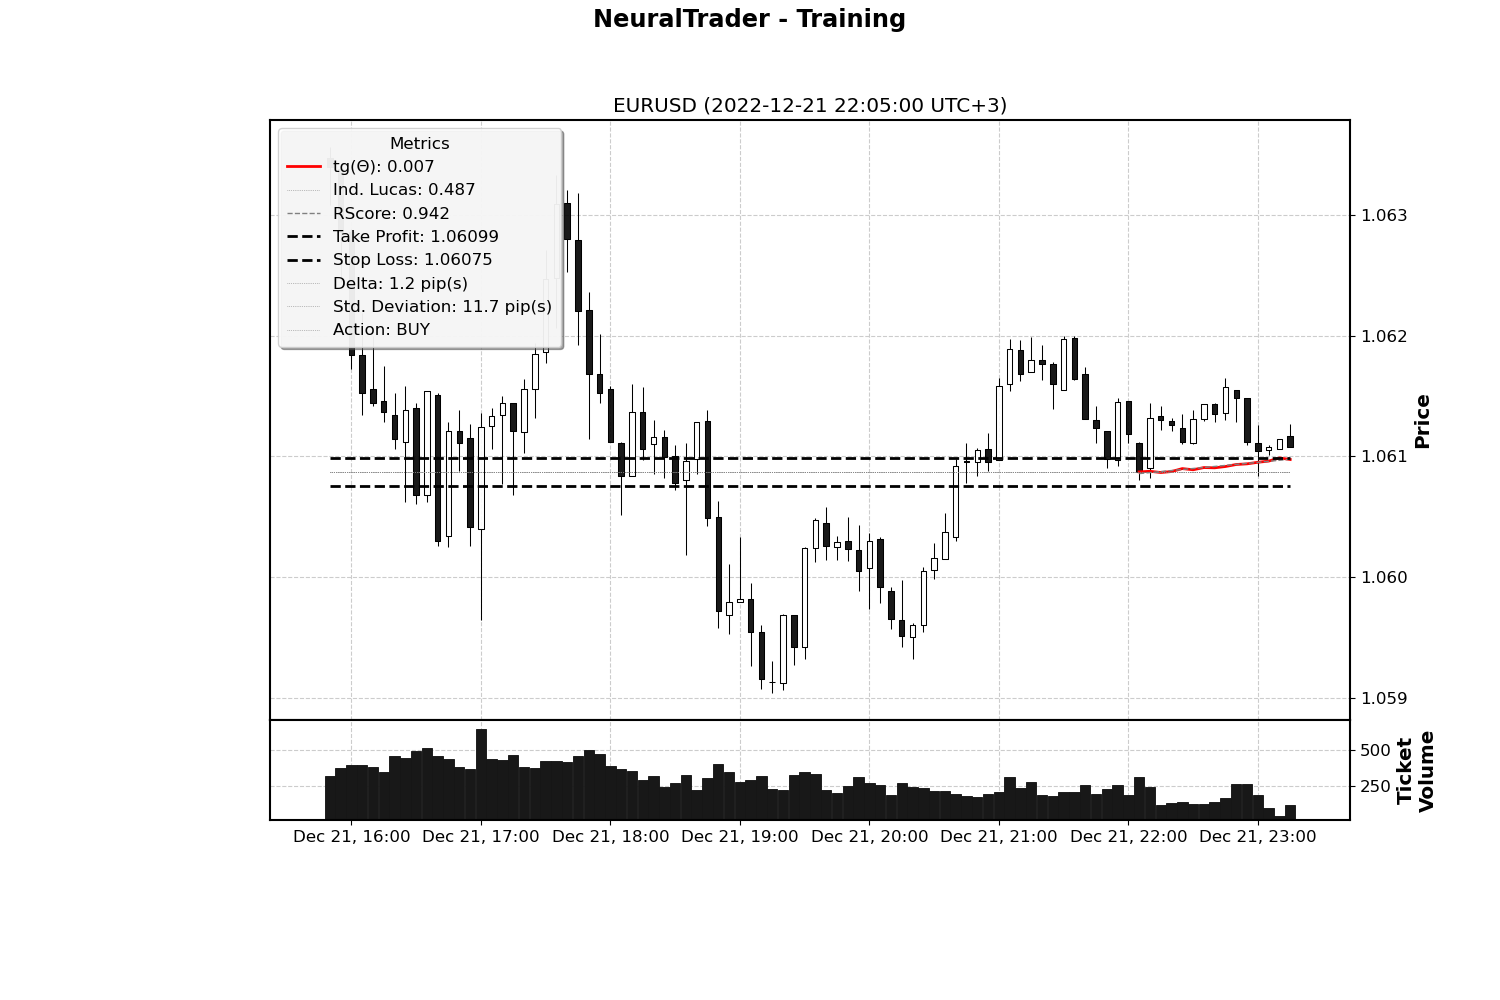 NeuralTrader - Training
EURUSD (2022-12-21 22:05:00 UTC+3)
Metrics
tg(Θ): 0.007
Ind. Lucas: 0.487
RScore: 0.942
Take Profit: 1.06099
Stop Loss: 1.06075
Delta: 1.2 pip(s)
Std. Deviation: 11.7 pip(s)
Action: BUY
1.063
1.062
1.061
1.060
1.059
Price
500
250
Ticket
Volume
Dec 21, 16:00 Dec 21, 17:00 Dec 21, 18:00 Dec 21, 19:00 Dec 21, 20:00 Dec 21, 21:00 Dec 21, 22:00 Dec 21, 23:00